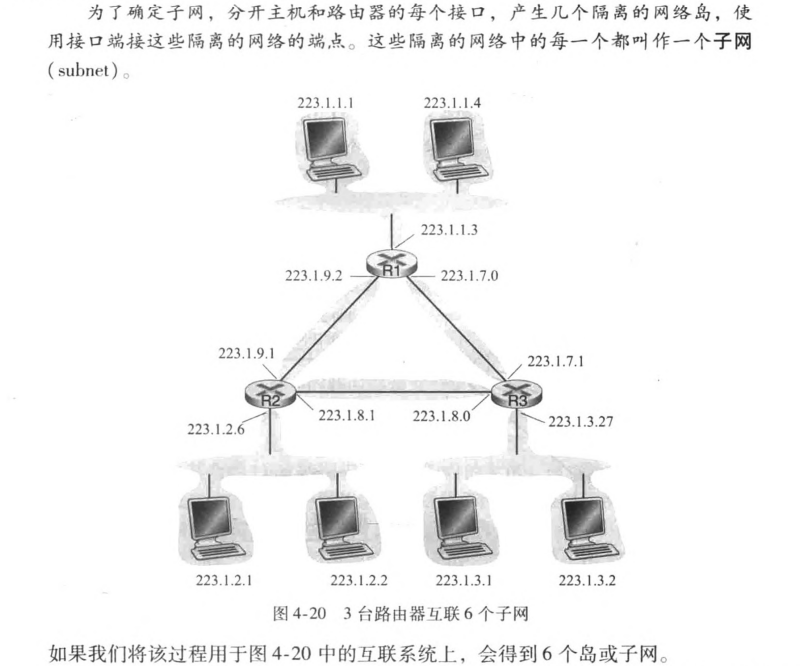 为了确定子网，分开主机和路由器的每个接口，产生几个隔离的网络岛，使
用接口端接这些隔离的网络的端点。这些隔离的网络中的每一个都叫作一个子网
(subnet)。
223.1.1.1 223.1.1.4
223.1.1.3
R1
223.1.9.2 223.1.7.0
223.1.9.1 223.1.7.1
R2 R3
223.1.8.1 223.1.8.0
223.1.2.6 223.1.3.27
223.1.2.1 223.1.2.2 223.1.3.1 223.1.3.2
图 4-20 3 台路由器互联 6 个子网
如果我们将该过程用于图 4-20 中的互联系统上，会得到 6 个岛或子网。